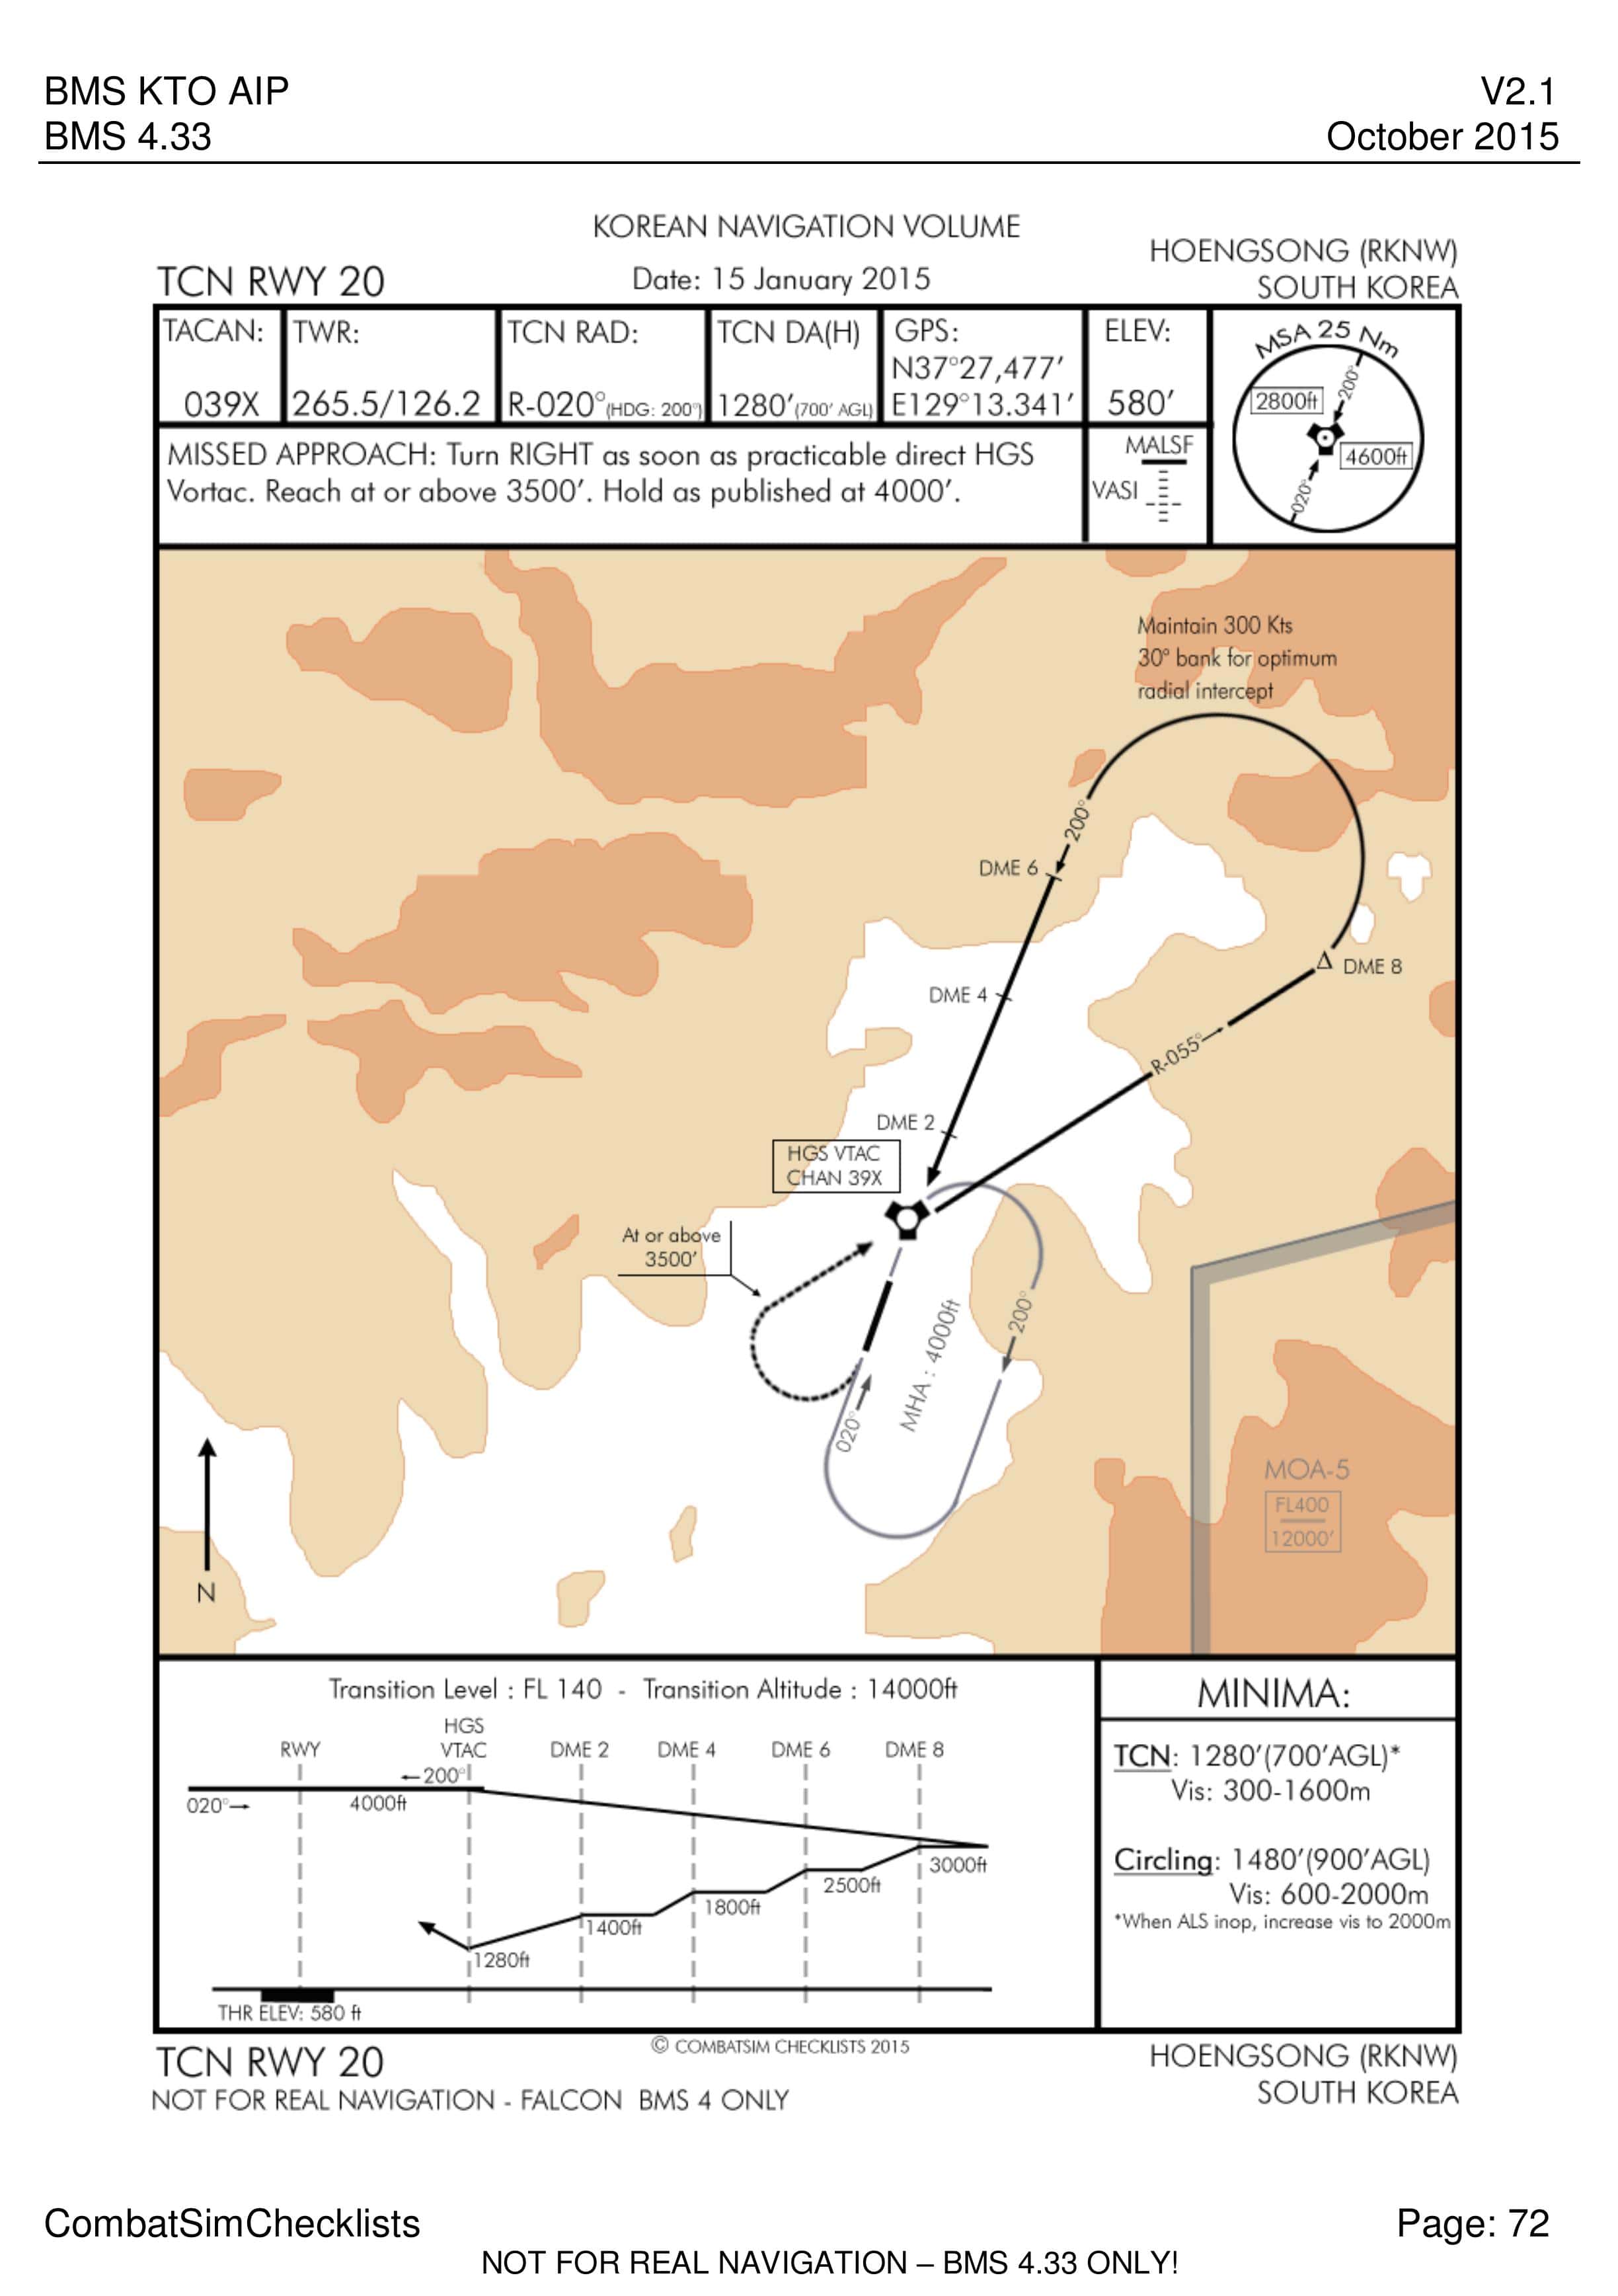 BMS KTO AIP
V2.1
BMS 4.33
October 2015
KOREAN NAVIGATION VOLUME
HOENGSONG (RKNW)
TCN RWY 20
Date: 15 January 2015
SOUTH KOREA
TACAN:
039X
TWR:
265.5/126.2
TCN RAD:
R-020°(HDG: 200°)
TCN DA(H)
1280'(700' AGL)
GPS:
N37°27,477'
E129°13.341'
ELEV:
580'
MSA 25 Nm
2800ft
200°
4600ft
020°
MISSED APPROACH: Turn RIGHT as soon as practicable direct HGS
Vortac. Reach at or above 3500'. Hold as published at 4000'.
MALSF
VASI
Maintain 300 Kts
30° bank for optimum
radial intercept
200°
DME 6
DME 8
DME 4
R-055°
DME 2
HGS VTAC
CHAN 39X
At or above
3500'
200°
MHA : 4000ft
020°
N
MOA-5
FL400
12000'
Transition Level : FL 140 - Transition Altitude : 14000ft
RWY
HGS
VTAC
DME 2
DME 4
DME 6
DME 8
200°
020°
4000ft
3000ft
2500ft
1800ft
1400ft
1280ft
THR ELEV: 580 ft
MINIMA:
TCN: 1280'(700'AGL)*
Vis: 300-1600m
Circling: 1480'(900'AGL)
Vis: 600-2000m
*When ALS inop, increase vis to 2000m
© COMBATSIM CHECKLISTS 2015
TCN RWY 20
HOENGSONG (RKNW)
NOT FOR REAL NAVIGATION - FALCON BMS 4 ONLY
SOUTH KOREA
CombatSimChecklists
Page: 72
NOT FOR REAL NAVIGATION – BMS 4.33 ONLY!